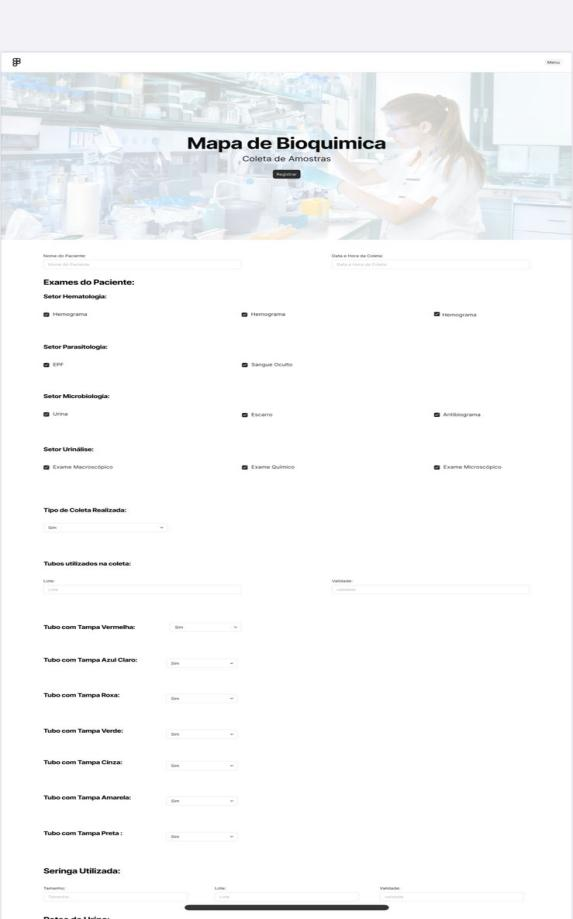 Menu
Mapa de Bioquimica
Coleta de Amostras
Registrar
Nome do Paciente: Data e Hora da Coleta:
Nome do Paciente Data e Hora da Coleta
Exames do Paciente:
Setor Hematologia:
Hemograma Hemograma Hemograma
Setor Parasitologia:
EPF Sangue Oculto
Setor Microbiologia:
Urina Escarro Antibiograma
Setor Urinálise:
Exame Macroscópico Exame Químico Exame Microscópico
Tipo de Coleta Realizada:
Sim
Tubos utilizados na coleta:
Lote: Validade:
Lote validade
Tubo com Tampa Vermelha: Sim
Tubo com Tampa Azul Claro: Sim
Tubo com Tampa Roxa: Sim
Tubo com Tampa Verde: Sim
Tubo com Tampa Cinza: Sim
Tubo com Tampa Amarela: Sim
Tubo com Tampa Preta : Sim
Seringa Utilizada:
Tamanho: Lote: Validade:
Tamanho Lote validade